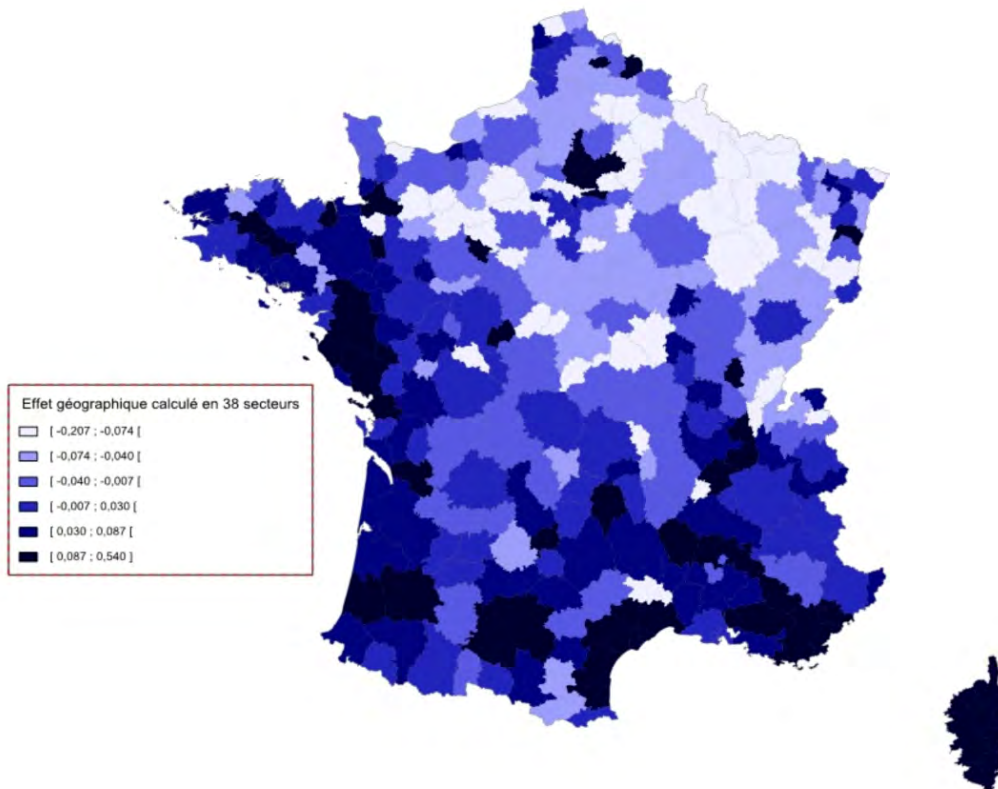 Effet géographique calculé en 38 secteurs
[ -0,207 ; -0,074 [
[ -0,074 ; -0,040 [
[ -0,040 ; -0,007 [
[ -0,007 ; 0,030 [
[ 0,030 ; 0,087 [
[ 0,087 ; 0,540 ]